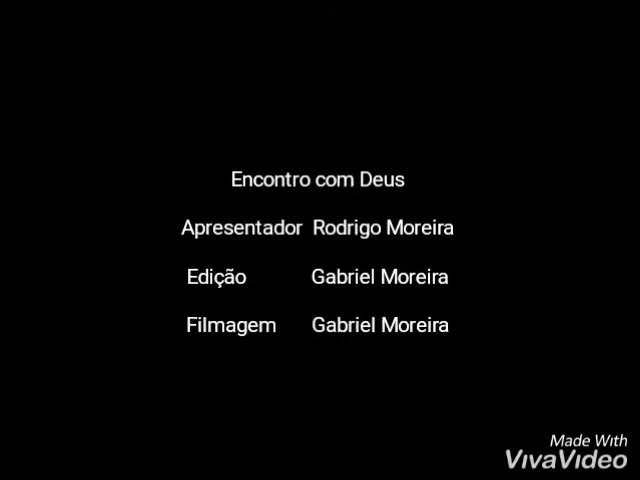 Encontro com Deus
Apresentador Rodrigo Moreira
Edição Gabriel Moreira
Filmagem Gabriel Moreira
Made With
VivaVideo